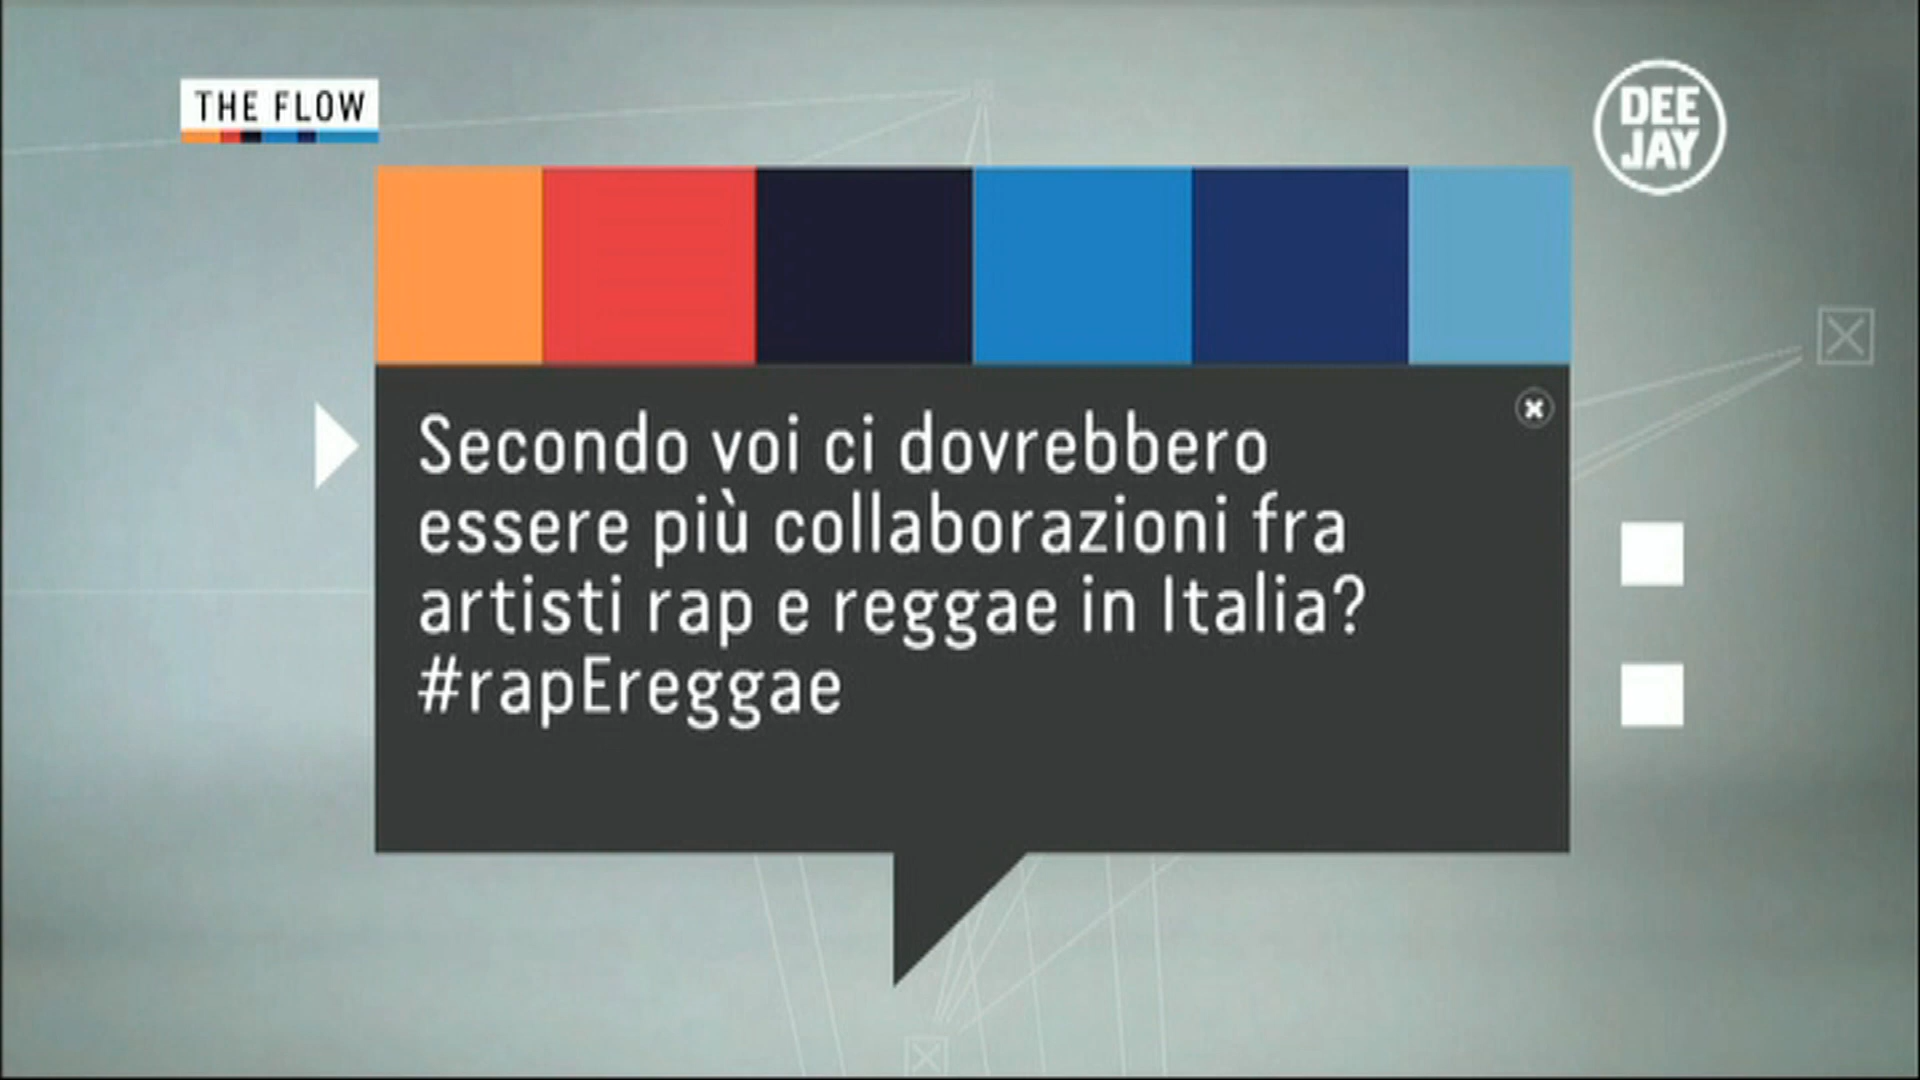 THE FLOW
DEE
JAY
Secondo voi ci dovrebbero
essere più collaborazioni fra
artisti rap e reggae in Italia?
#rapEreggae